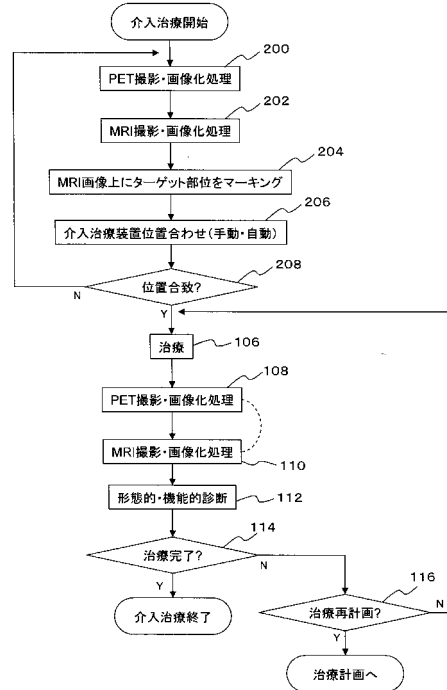 介入治療開始
200
PET撮影・画像化処理
202
MRI撮影・画像化処理
204
MRI画像上にターゲット部位をマーキング
206
介入治療装置位置合わせ(手動・自動)
208
位置合致?
N
Y
治療
106
108
PET撮影・画像化処理
MRI撮影・画像化処理
110
形態的・機能的診断
112
114
治療完了?
N
Y
116
介入治療終了
治療再計画?
N
Y
治療計画へ